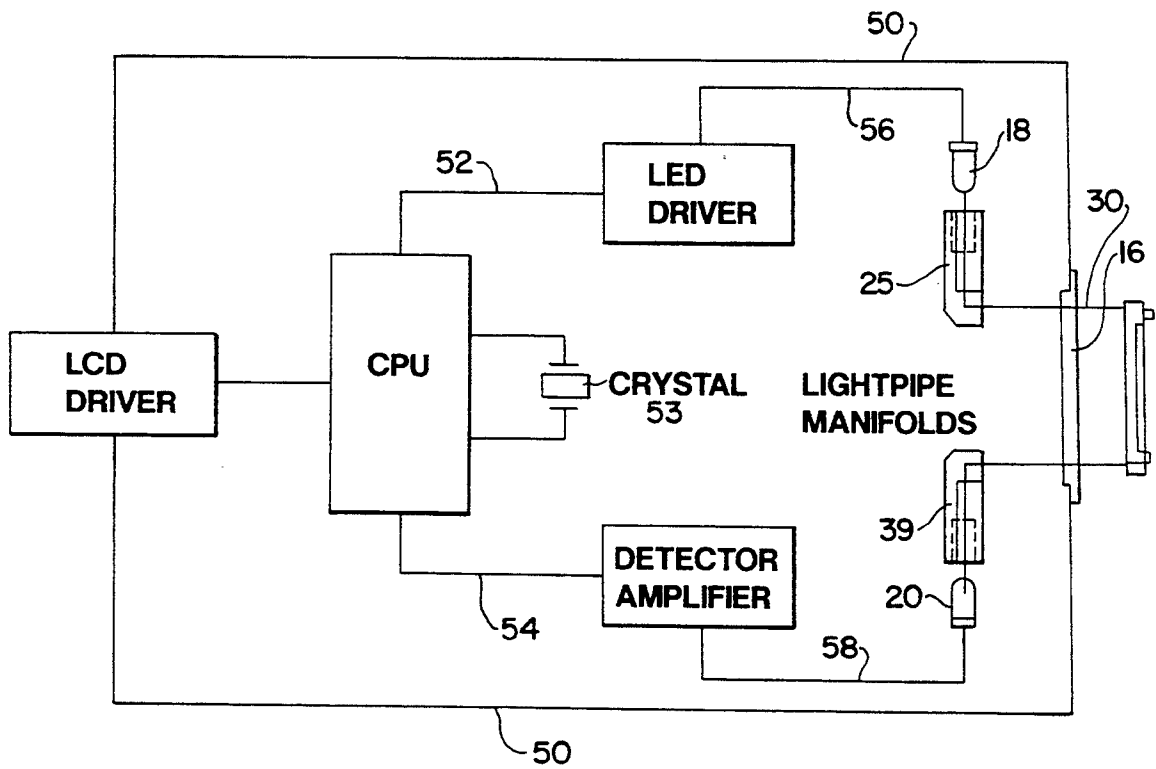 50
56
18
52
LED
DRIVER
30
16
25
LCD
DRIVER
CPU
CRYSTAL
53
LIGHTPIPE
MANIFOLDS
39
DETECTOR
AMPLIFIER
20
54
58
50